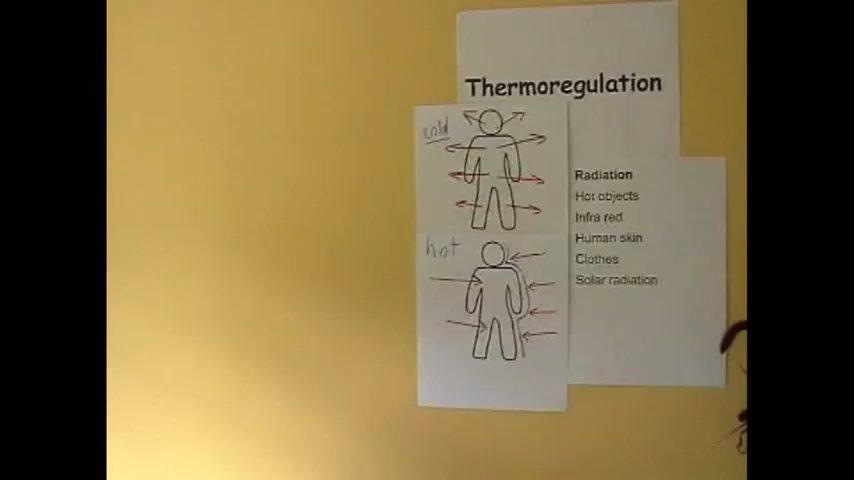 Thermoregulation
cold
hot
Radiation
Hot objects
Infra red
Human skin
Clothes
Solar radiation